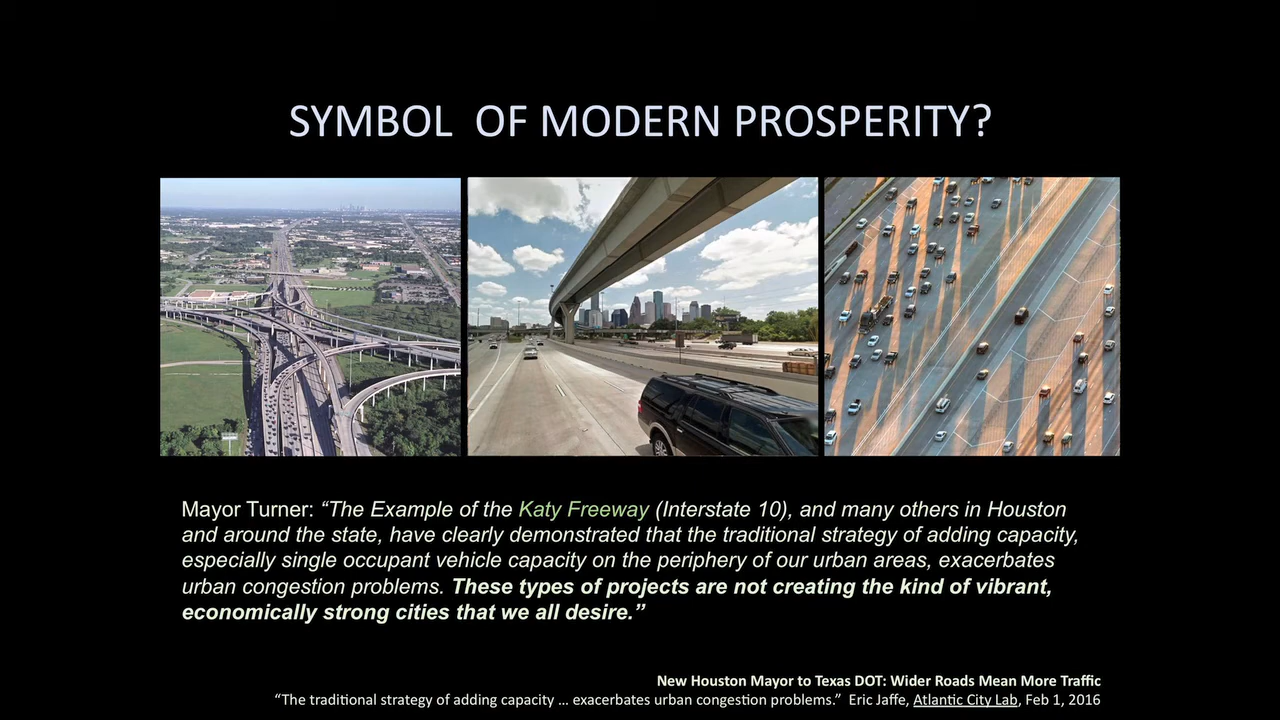 SYMBOL OF MODERN PROSPERITY?
Mayor Turner: “The Example of the Katy Freeway (Interstate 10), and many others in Houston
and around the state, have clearly demonstrated that the traditional strategy of adding capacity,
especially single occupant vehicle capacity on the periphery of our urban areas, exacerbates
urban congestion problems. These types of projects are not creating the kind of vibrant,
economically strong cities that we all desire.”
New Houston Mayor to Texas DOT: Wider Roads Mean More Traffic
“The traditional strategy of adding capacity ... exacerbates urban congestion problems.” Eric Jaffe, Atlantic City Lab, Feb 1, 2016